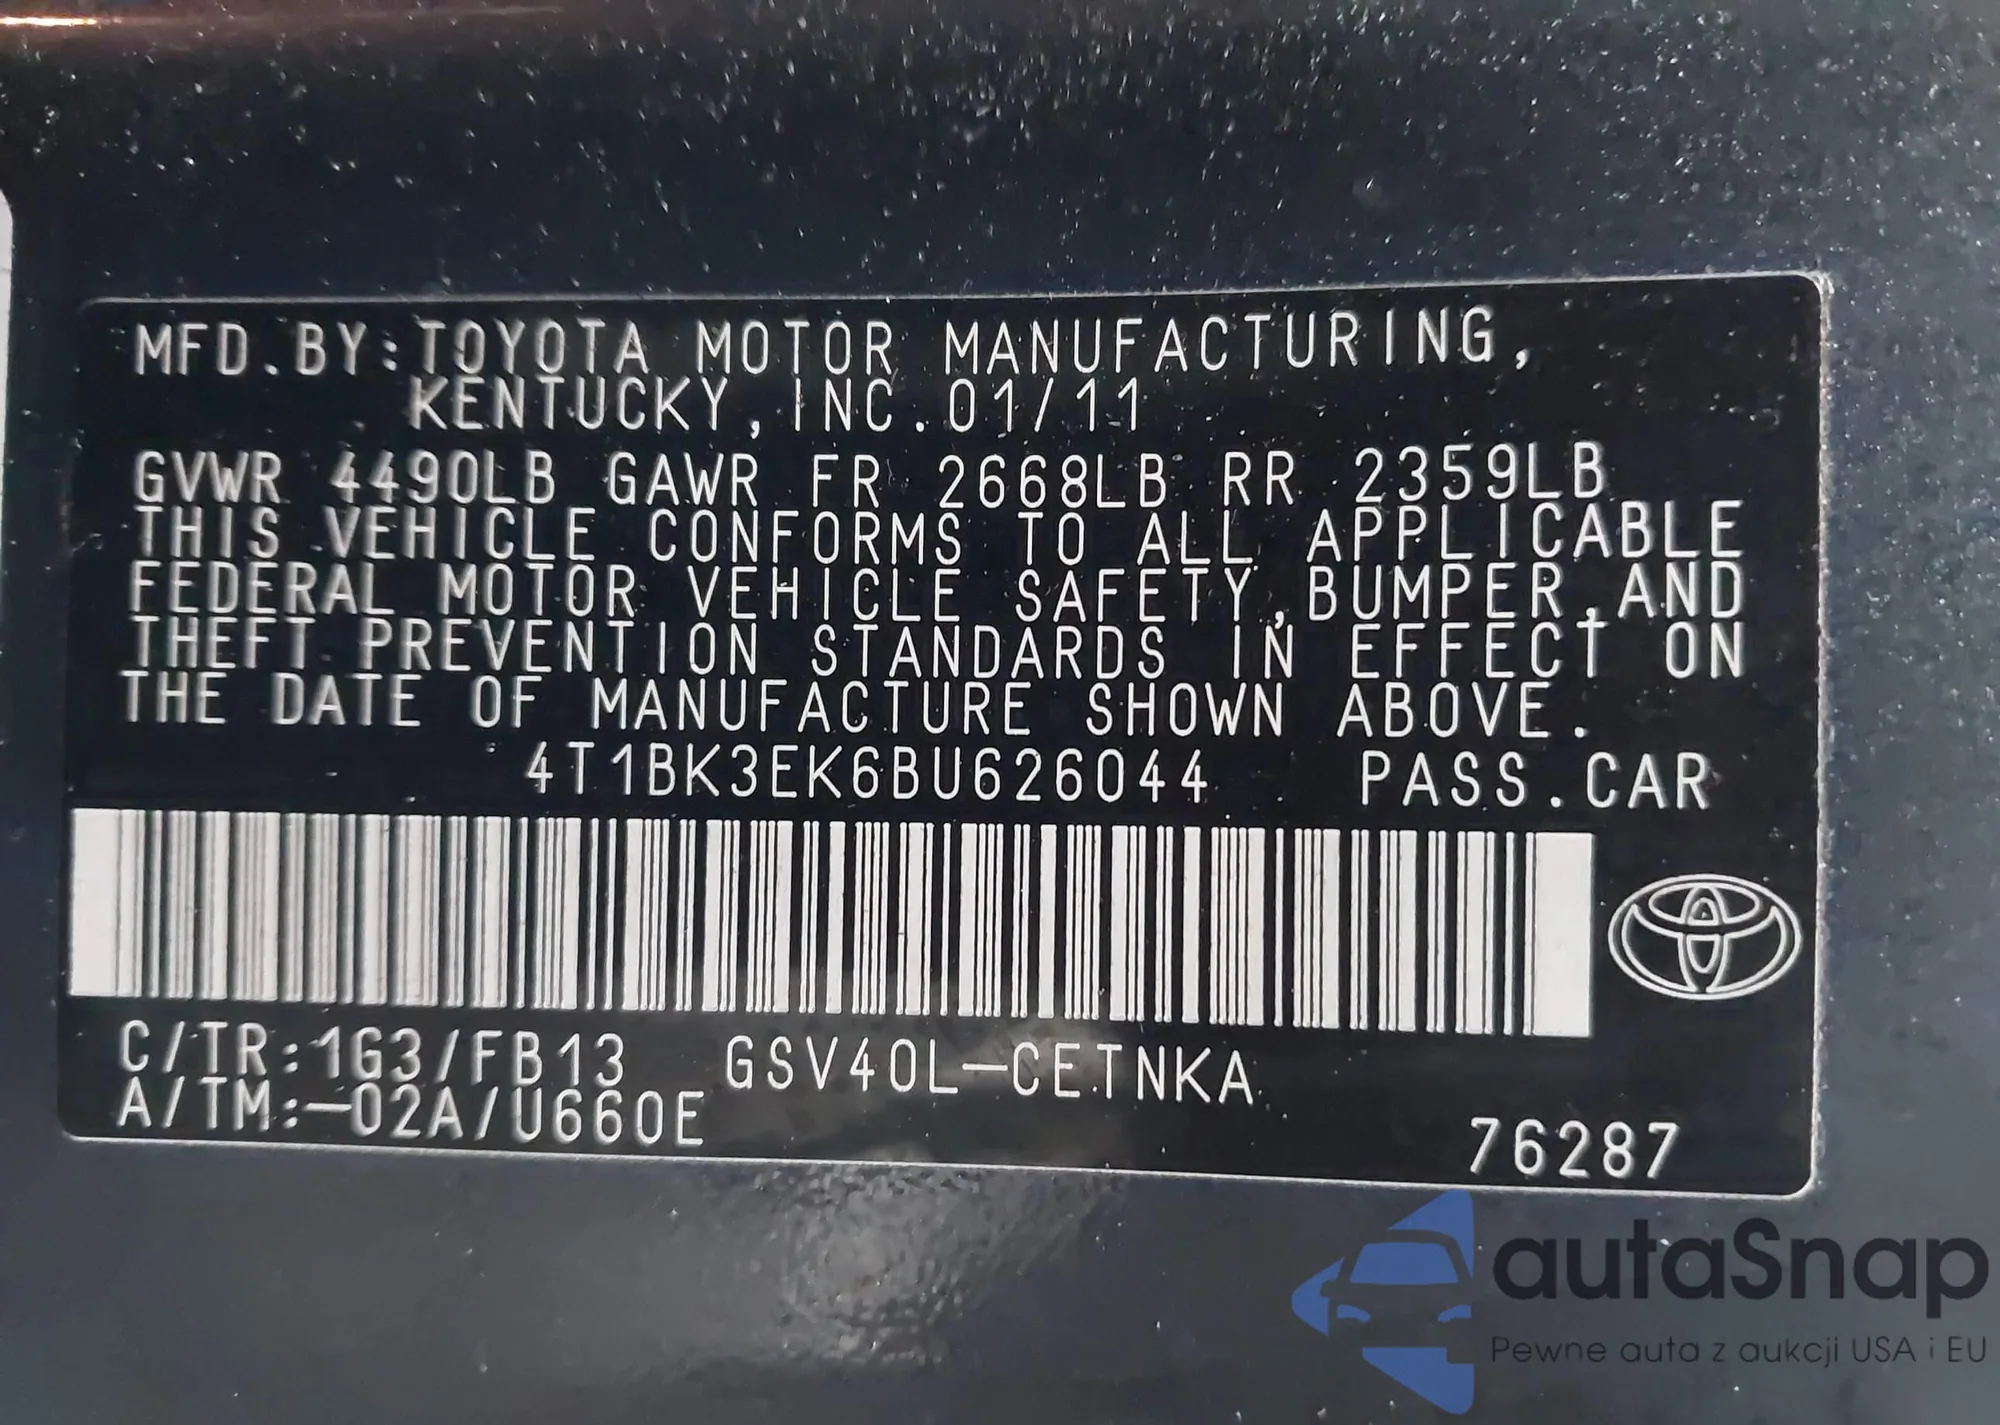 MFD.BY:TOYOTA MOTOR MANUFACTURING,
KENTUCKY, INC.01/11
GVWR 4490LB GAWR FR 2668LB RR 2359LB
THIS VEHICLE CONFORMS TO ALL APPLICABLE
FEDERAL MOTOR VEHICLE SAFETY,BUMPER,AND
THEFT PREVENTION STANDARDS IN EFFECT ON
THE DATE OF MANUFACTURE SHOWN ABOVE.
4T1BK3EK6BU626044 PASS.CAR
C/TR:1G3/FB13 GSV40L-CETNKA
A/TM:-02A/U660E
76287
autaSnap
Pewne auta z aukcji USA i EU